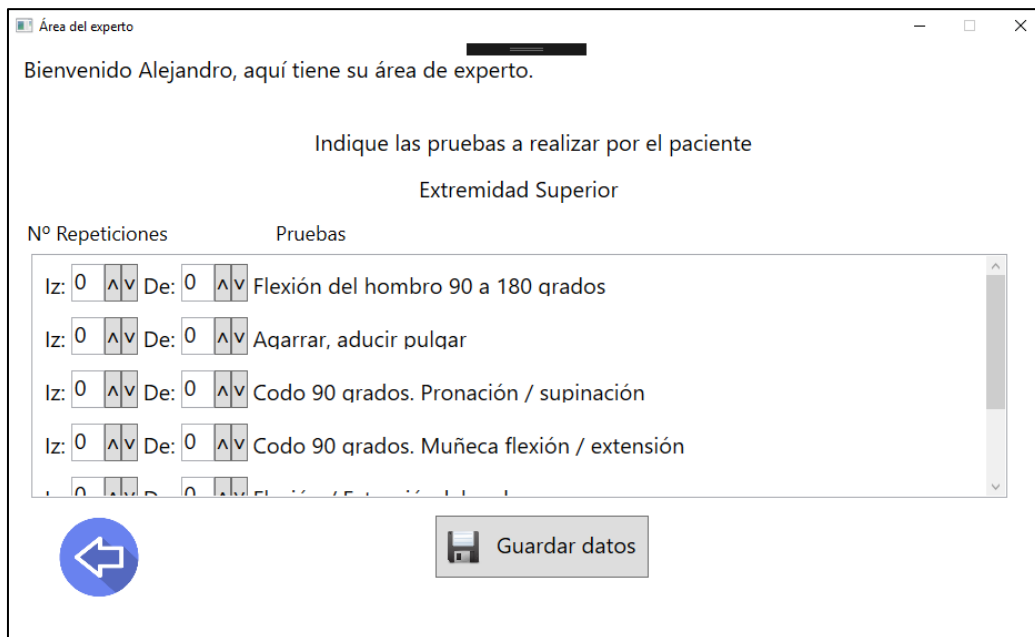 Área del experto
Bienvenido Alejandro, aquí tiene su área de experto.
Indique las pruebas a realizar por el paciente
Extremidad Superior
Nº Repeticiones Pruebas
Iz: 0 De: 0 Flexión del hombro 90 a 180 grados
Iz: 0 De: 0 Agarrar, aducir pulgar
Iz: 0 De: 0 Codo 90 grados. Pronación / supinación
Iz: 0 De: 0 Codo 90 grados. Muñeca flexión / extensión
Guardar datos